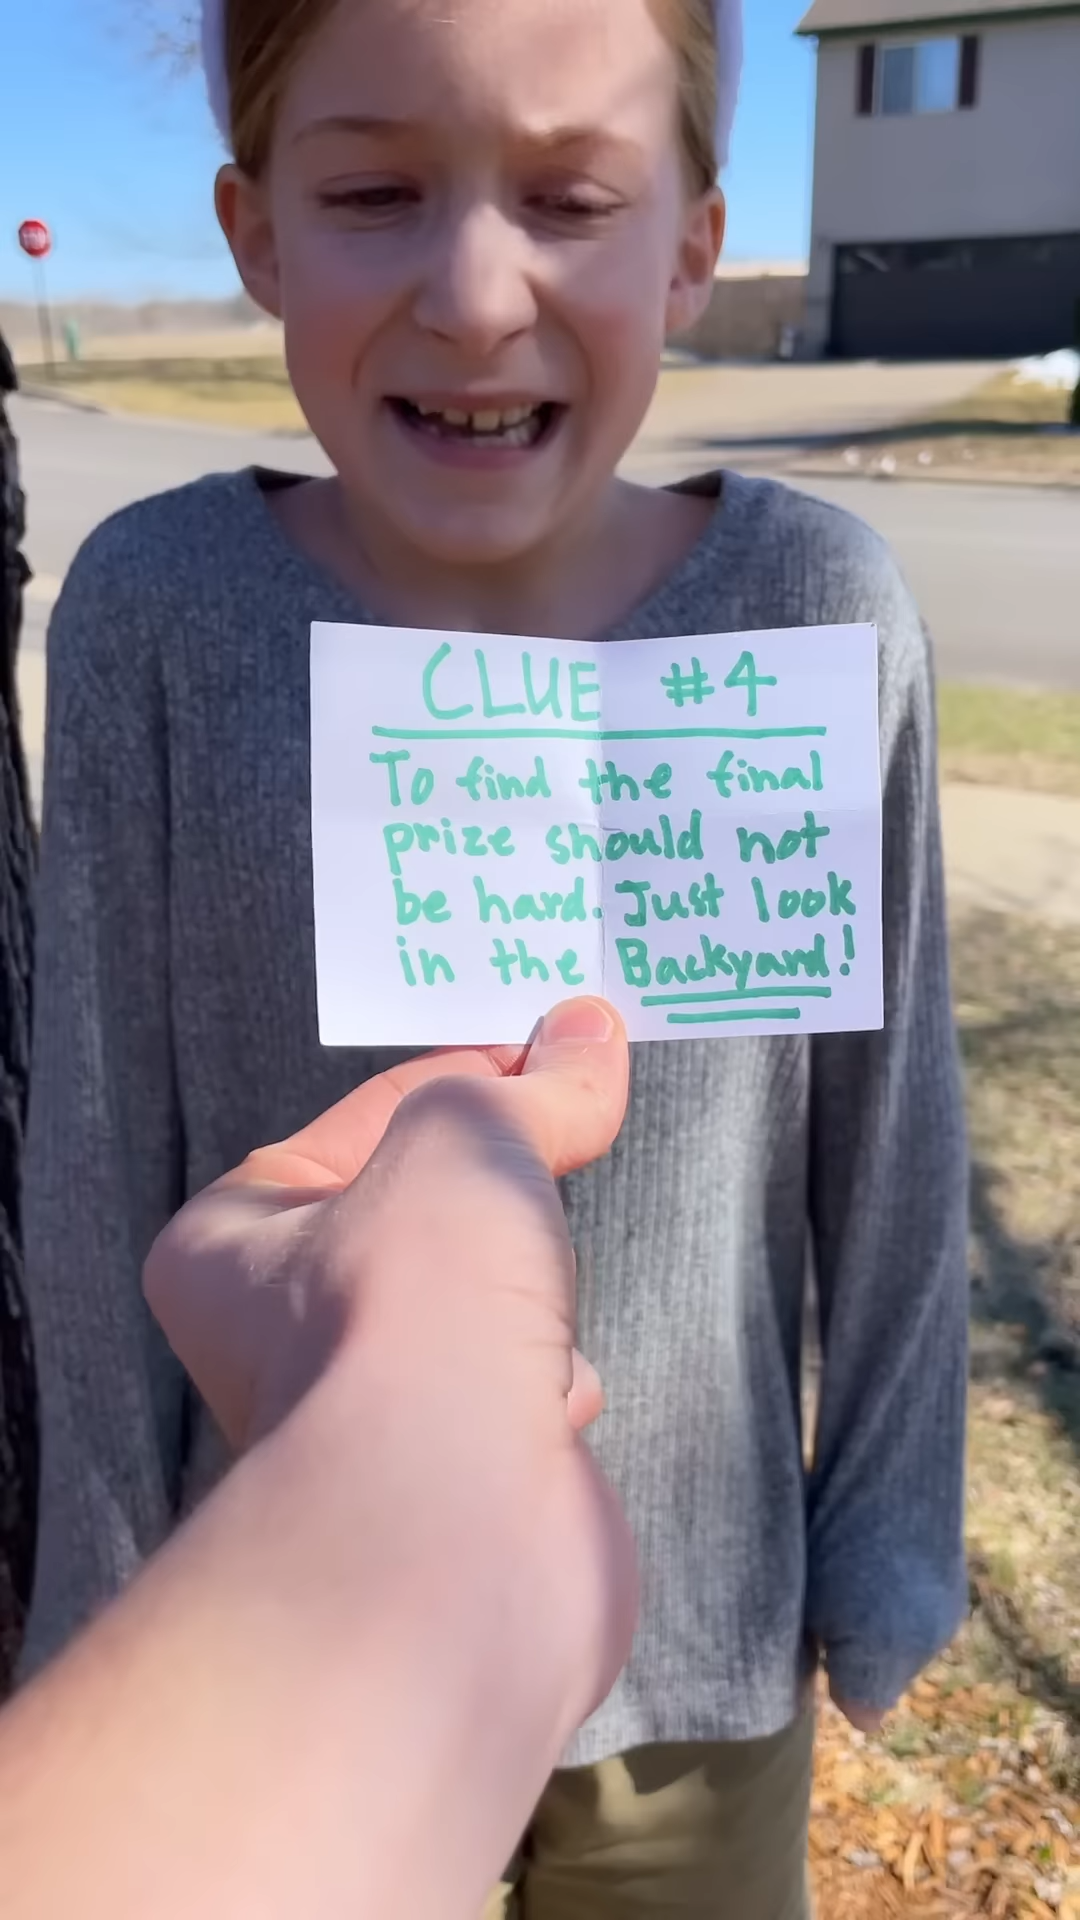 CLUE #4
To find the final
prize should not
be hard. Just look
in the Backyard!